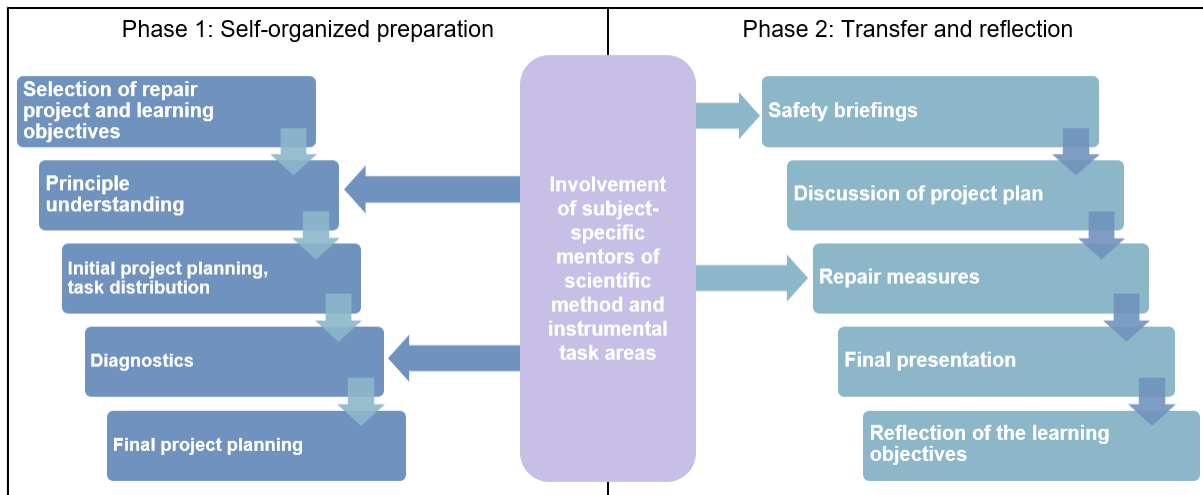 Phase 1: Self-organized preparation
Selection of repair
project and learning
objectives
Principle
understanding
Initial project planning,
task distribution
Diagnostics
Final project planning
Involvement
of subject-
specific
mentors of
scientific
method and
instrumental
task areas
Phase 2: Transfer and reflection
Safety briefings
Discussion of project plan
Repair measures
Final presentation
Reflection of the learning
objectives